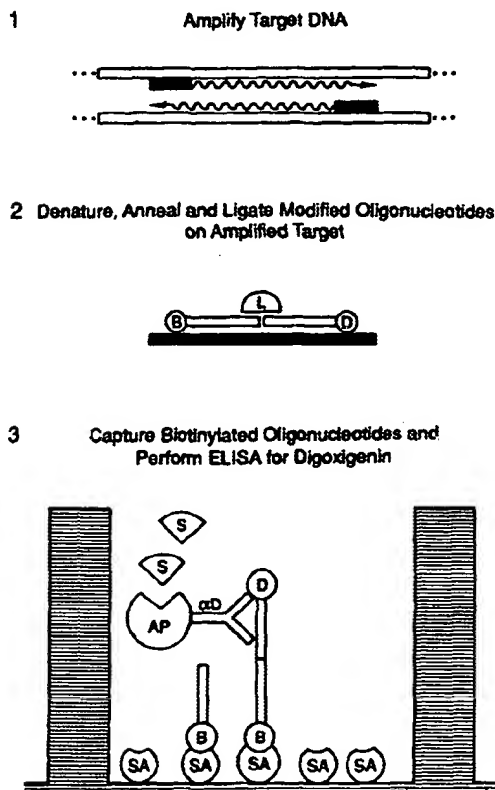 1 Amplify Target DNA
2 Denature, Anneal and Ligate Modified Oligonucleotides
on Amplified Target
L
B D
3 Capture Biotinylated Oligonucleotides and
Perform ELISA for Digoxigenin
S
S
D
αD
AP
B B
SA SA SA SA SA